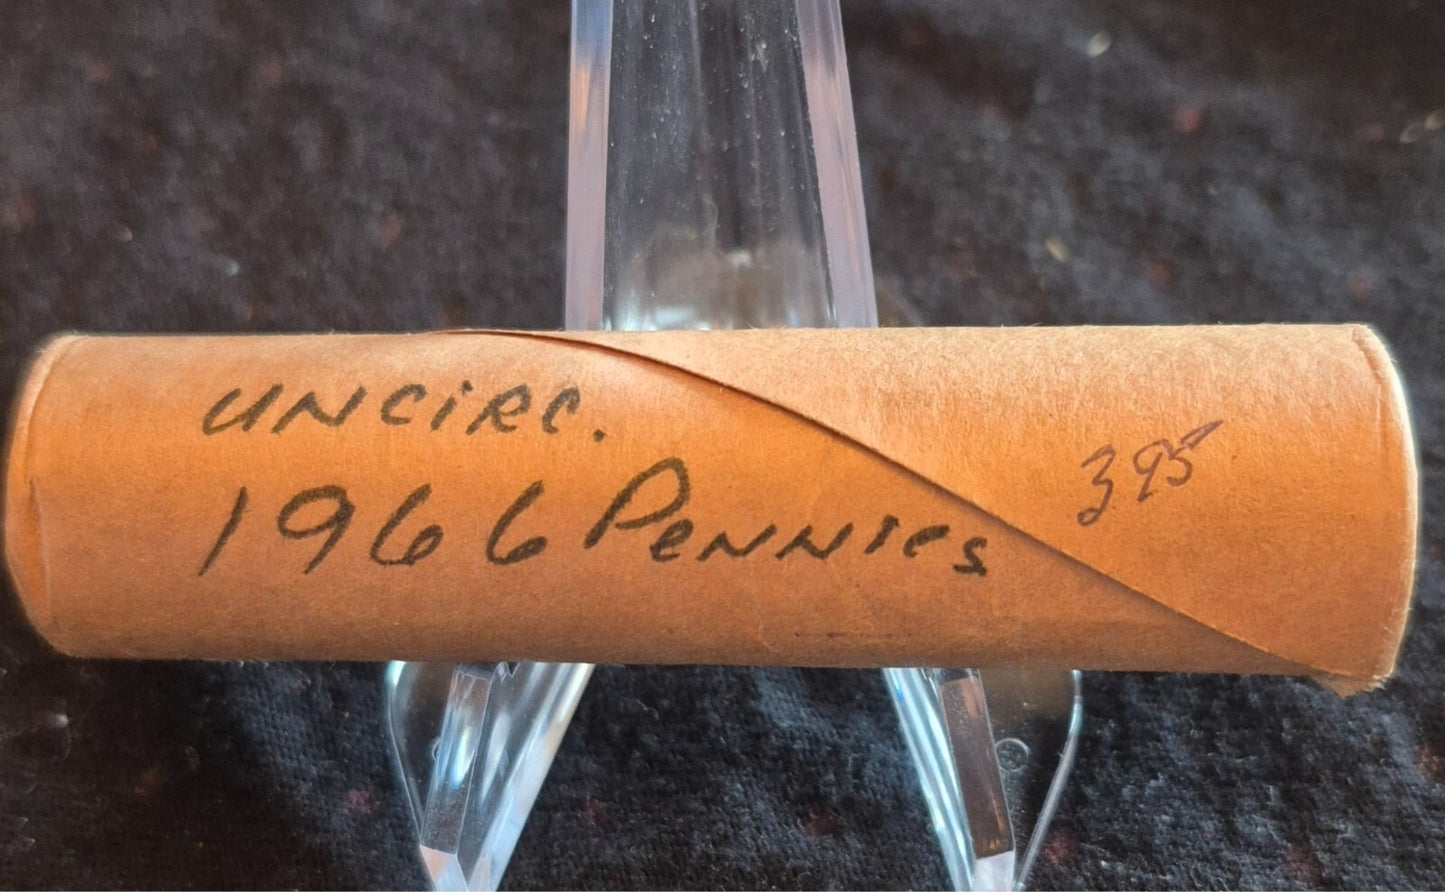 UNCIRC.
1966 Pennies
395